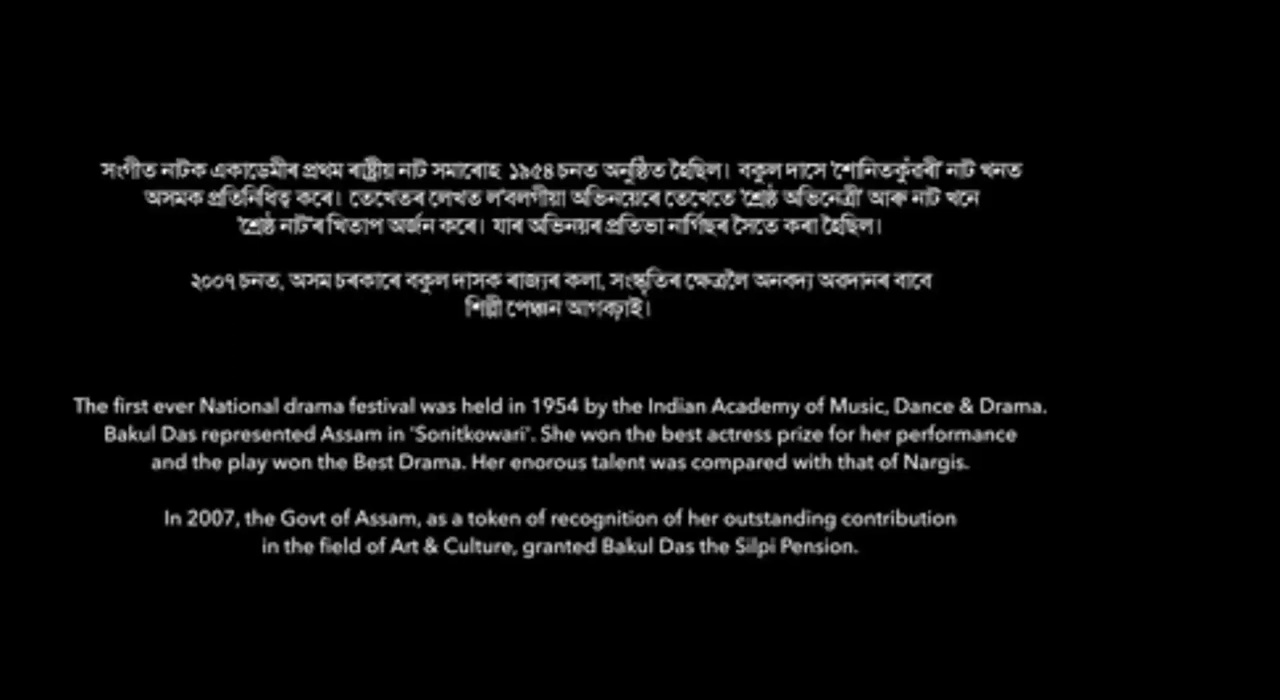 সংগীত নাটক একাডেমীৰ প্ৰথম ৰাষ্ট্ৰীয় নাট সমাৰোহ ১৯৫৪ চনত অনুষ্ঠিত হৈছিল। বকুল দাসে 'শোনিতকুঁৱৰী' নাট খনত
অসমক প্ৰতিনিধিত্ব কৰে। তেখেতৰ লেখত ল'বলগীয়া অভিনয়েৰে তেখেতে 'শ্ৰেষ্ঠ অভিনেত্ৰী' আৰু নাট খনে
'শ্ৰেষ্ঠ নাট'ৰ খিতাপ অৰ্জন কৰে। যাৰ অভিনয়ৰ প্ৰতিভা নাৰ্গিছৰ সৈতে কৰা হৈছিল।
২০০৭ চনত, অসম চৰকাৰে বকুল দাসক ৰাজ্যৰ কলা, সংস্কৃতিৰ ক্ষেত্ৰলৈ অনবদ্য অৱদানৰ বাবে
শিল্পী পেঞ্চন আগবঢ়াই।
The first ever National drama festival was held in 1954 by the Indian Academy of Music, Dance & Drama.
Bakul Das represented Assam in 'Sonitkowari'. She won the best actress prize for her performance
and the play won the Best Drama. Her enorous talent was compared with that of Nargis.
In 2007, the Govt of Assam, as a token of recognition of her outstanding contribution
in the field of Art & Culture, granted Bakul Das the Silpi Pension.